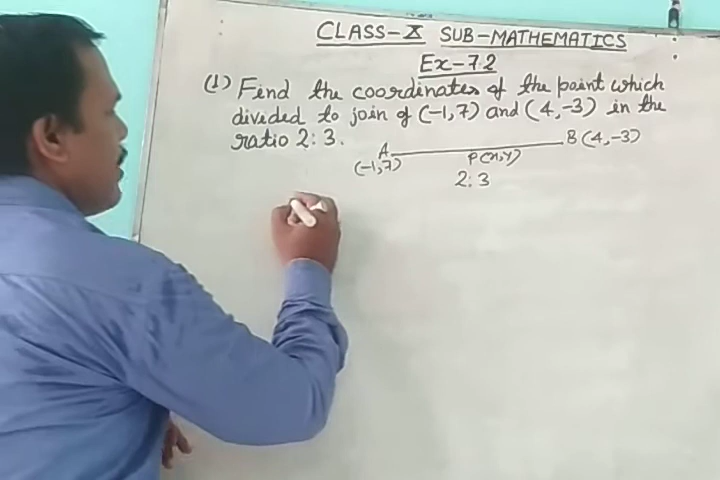 CLASS-X SUB-MATHEMATICS
Ex-7.2
(1) Find the coordinates of the point which
divided to join of (-1,7) and (4,-3) in the
ratio 2:3.
A B (4,-3)
(-1,7) P(x,y)
2:3